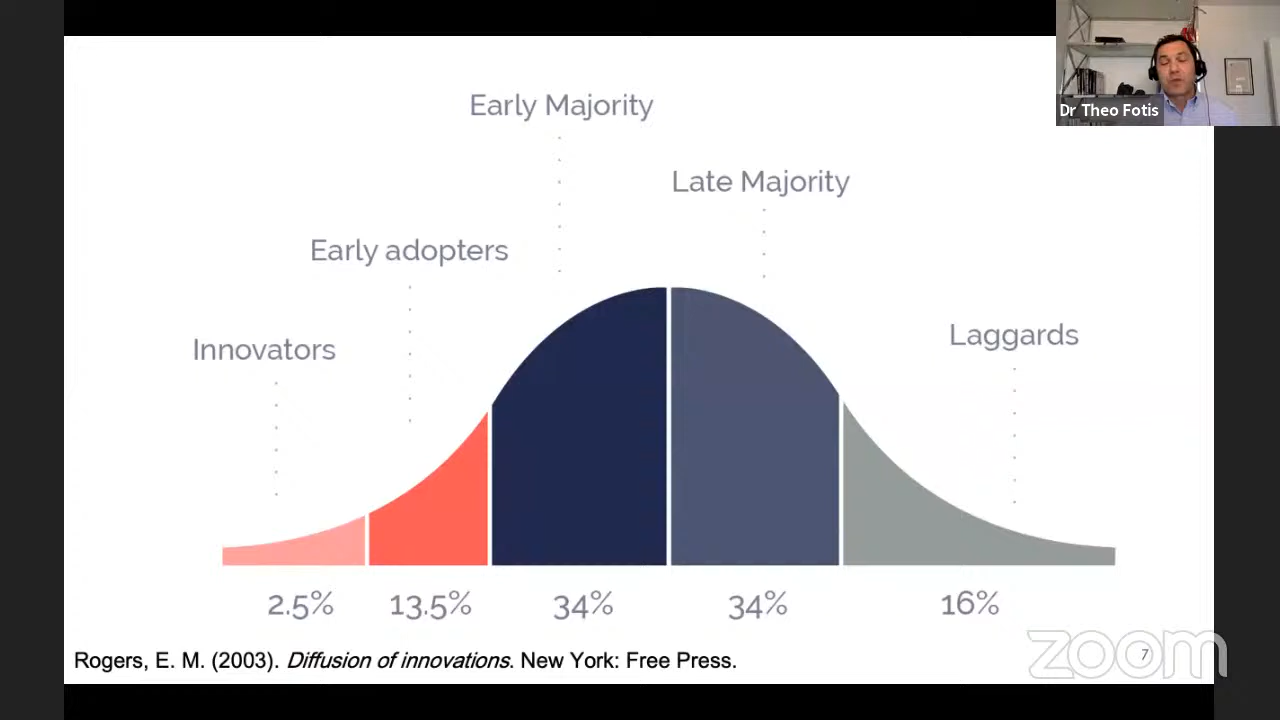 Dr Theo Fotis
Early Majority
Late Majority
Early adopters
Laggards
Innovators
2.5% 13.5% 34% 34% 16%
Rogers, E. M. (2003). Diffusion of innovations. New York: Free Press.
zoom
7